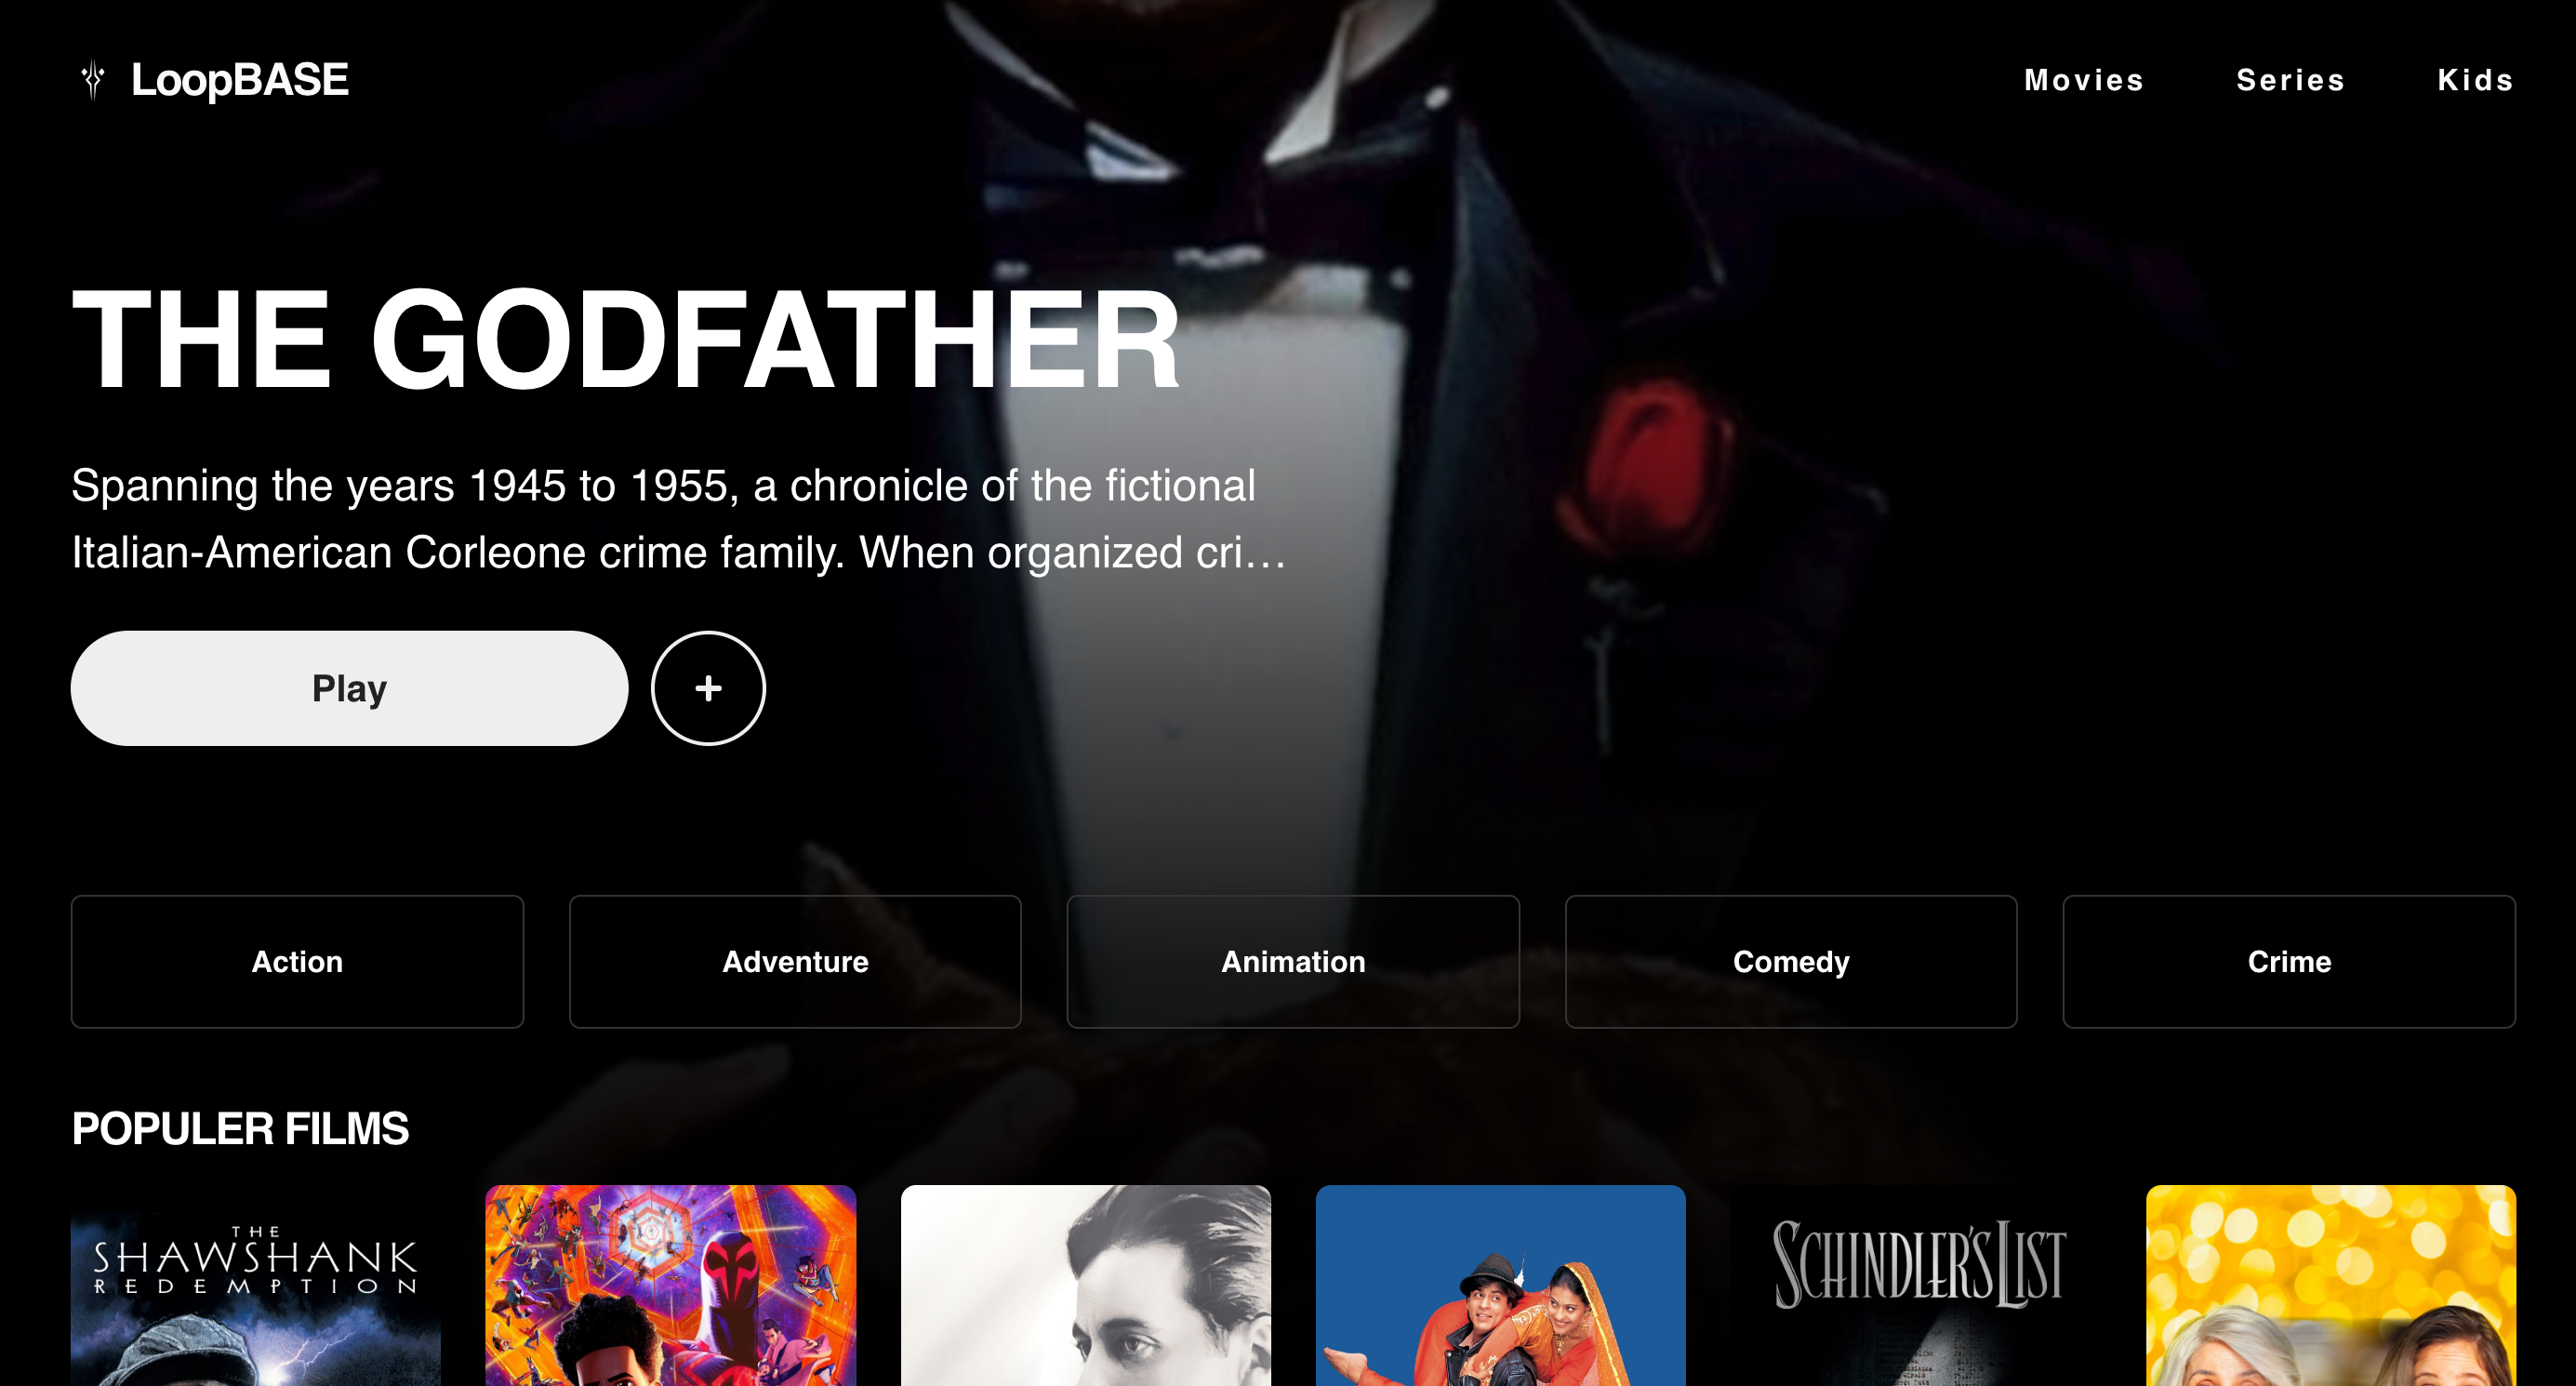 LoopBASE
Movies
Series
Kids
THE GODFATHER
Spanning the years 1945 to 1955, a chronicle of the fictional
Italian-American Corleone crime family. When organized cri...
Play
+
Action
Adventure
Animation
Comedy
Crime
POPULER FILMS
THE
SHAWSHANK
REDEMPTION
SCHINDLER'S LIST